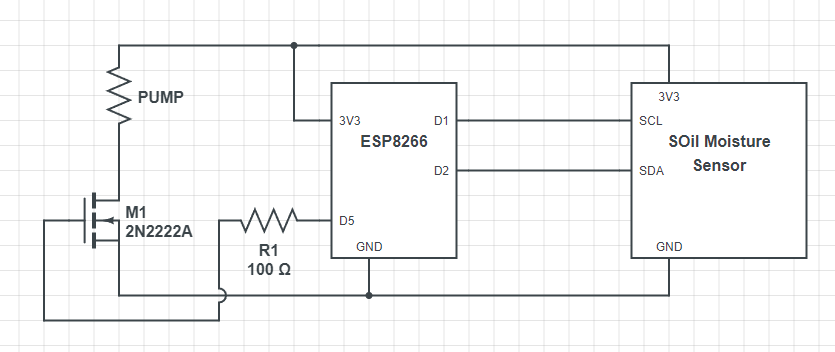 3V3
PUMP
3V3
D1
SCL
ESP8266
SOil Moisture
Sensor
D2
SDA
M1
2N2222A
D5
R1
100 Ω
GND
GND